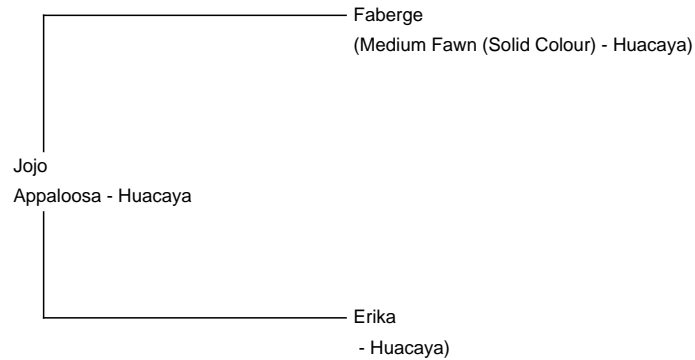 Faberge
(Medium Fawn (Solid Colour) - Huacaya)
Jojo
Appaloosa - Huacaya
Erika
- Huacaya)